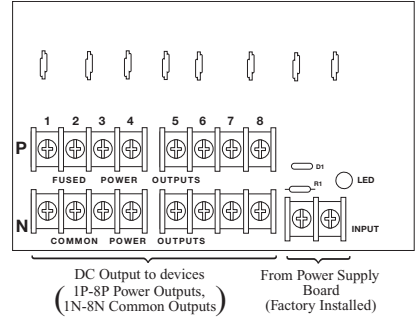 1 2 3 4 5 6 7 8
P
FUSED POWER OUTPUTS
D1
R1
LED
N
COMMON POWER OUTPUTS
INPUT
DC Output to devices
(1P-8P Power Outputs,
1N-8N Common Outputs)
From Power Supply
Board
(Factory Installed)